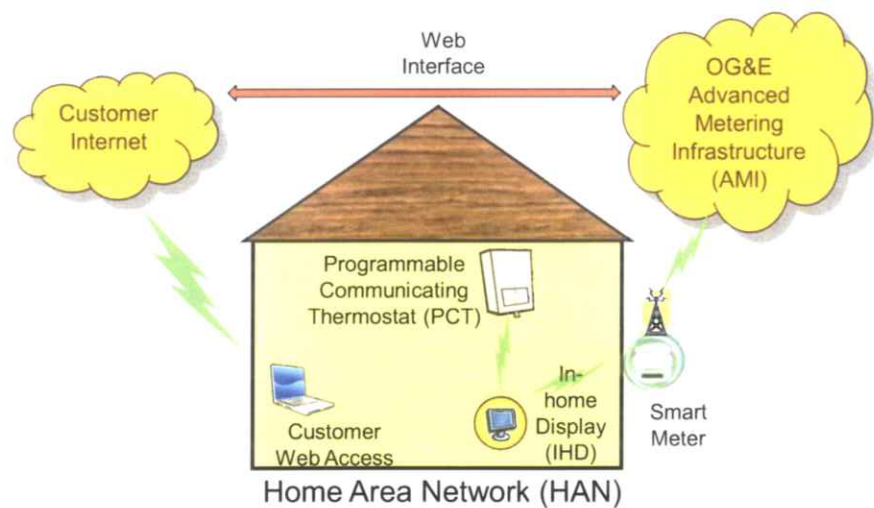 Web
Interface
Customer
Internet
OG&E
Advanced
Metering
Infrastructure
(AMI)
Programmable
Communicating
Thermostat (PCT)
In-
home
Display
(IHD)
Customer
Web Access
Smart
Meter
Home Area Network (HAN)